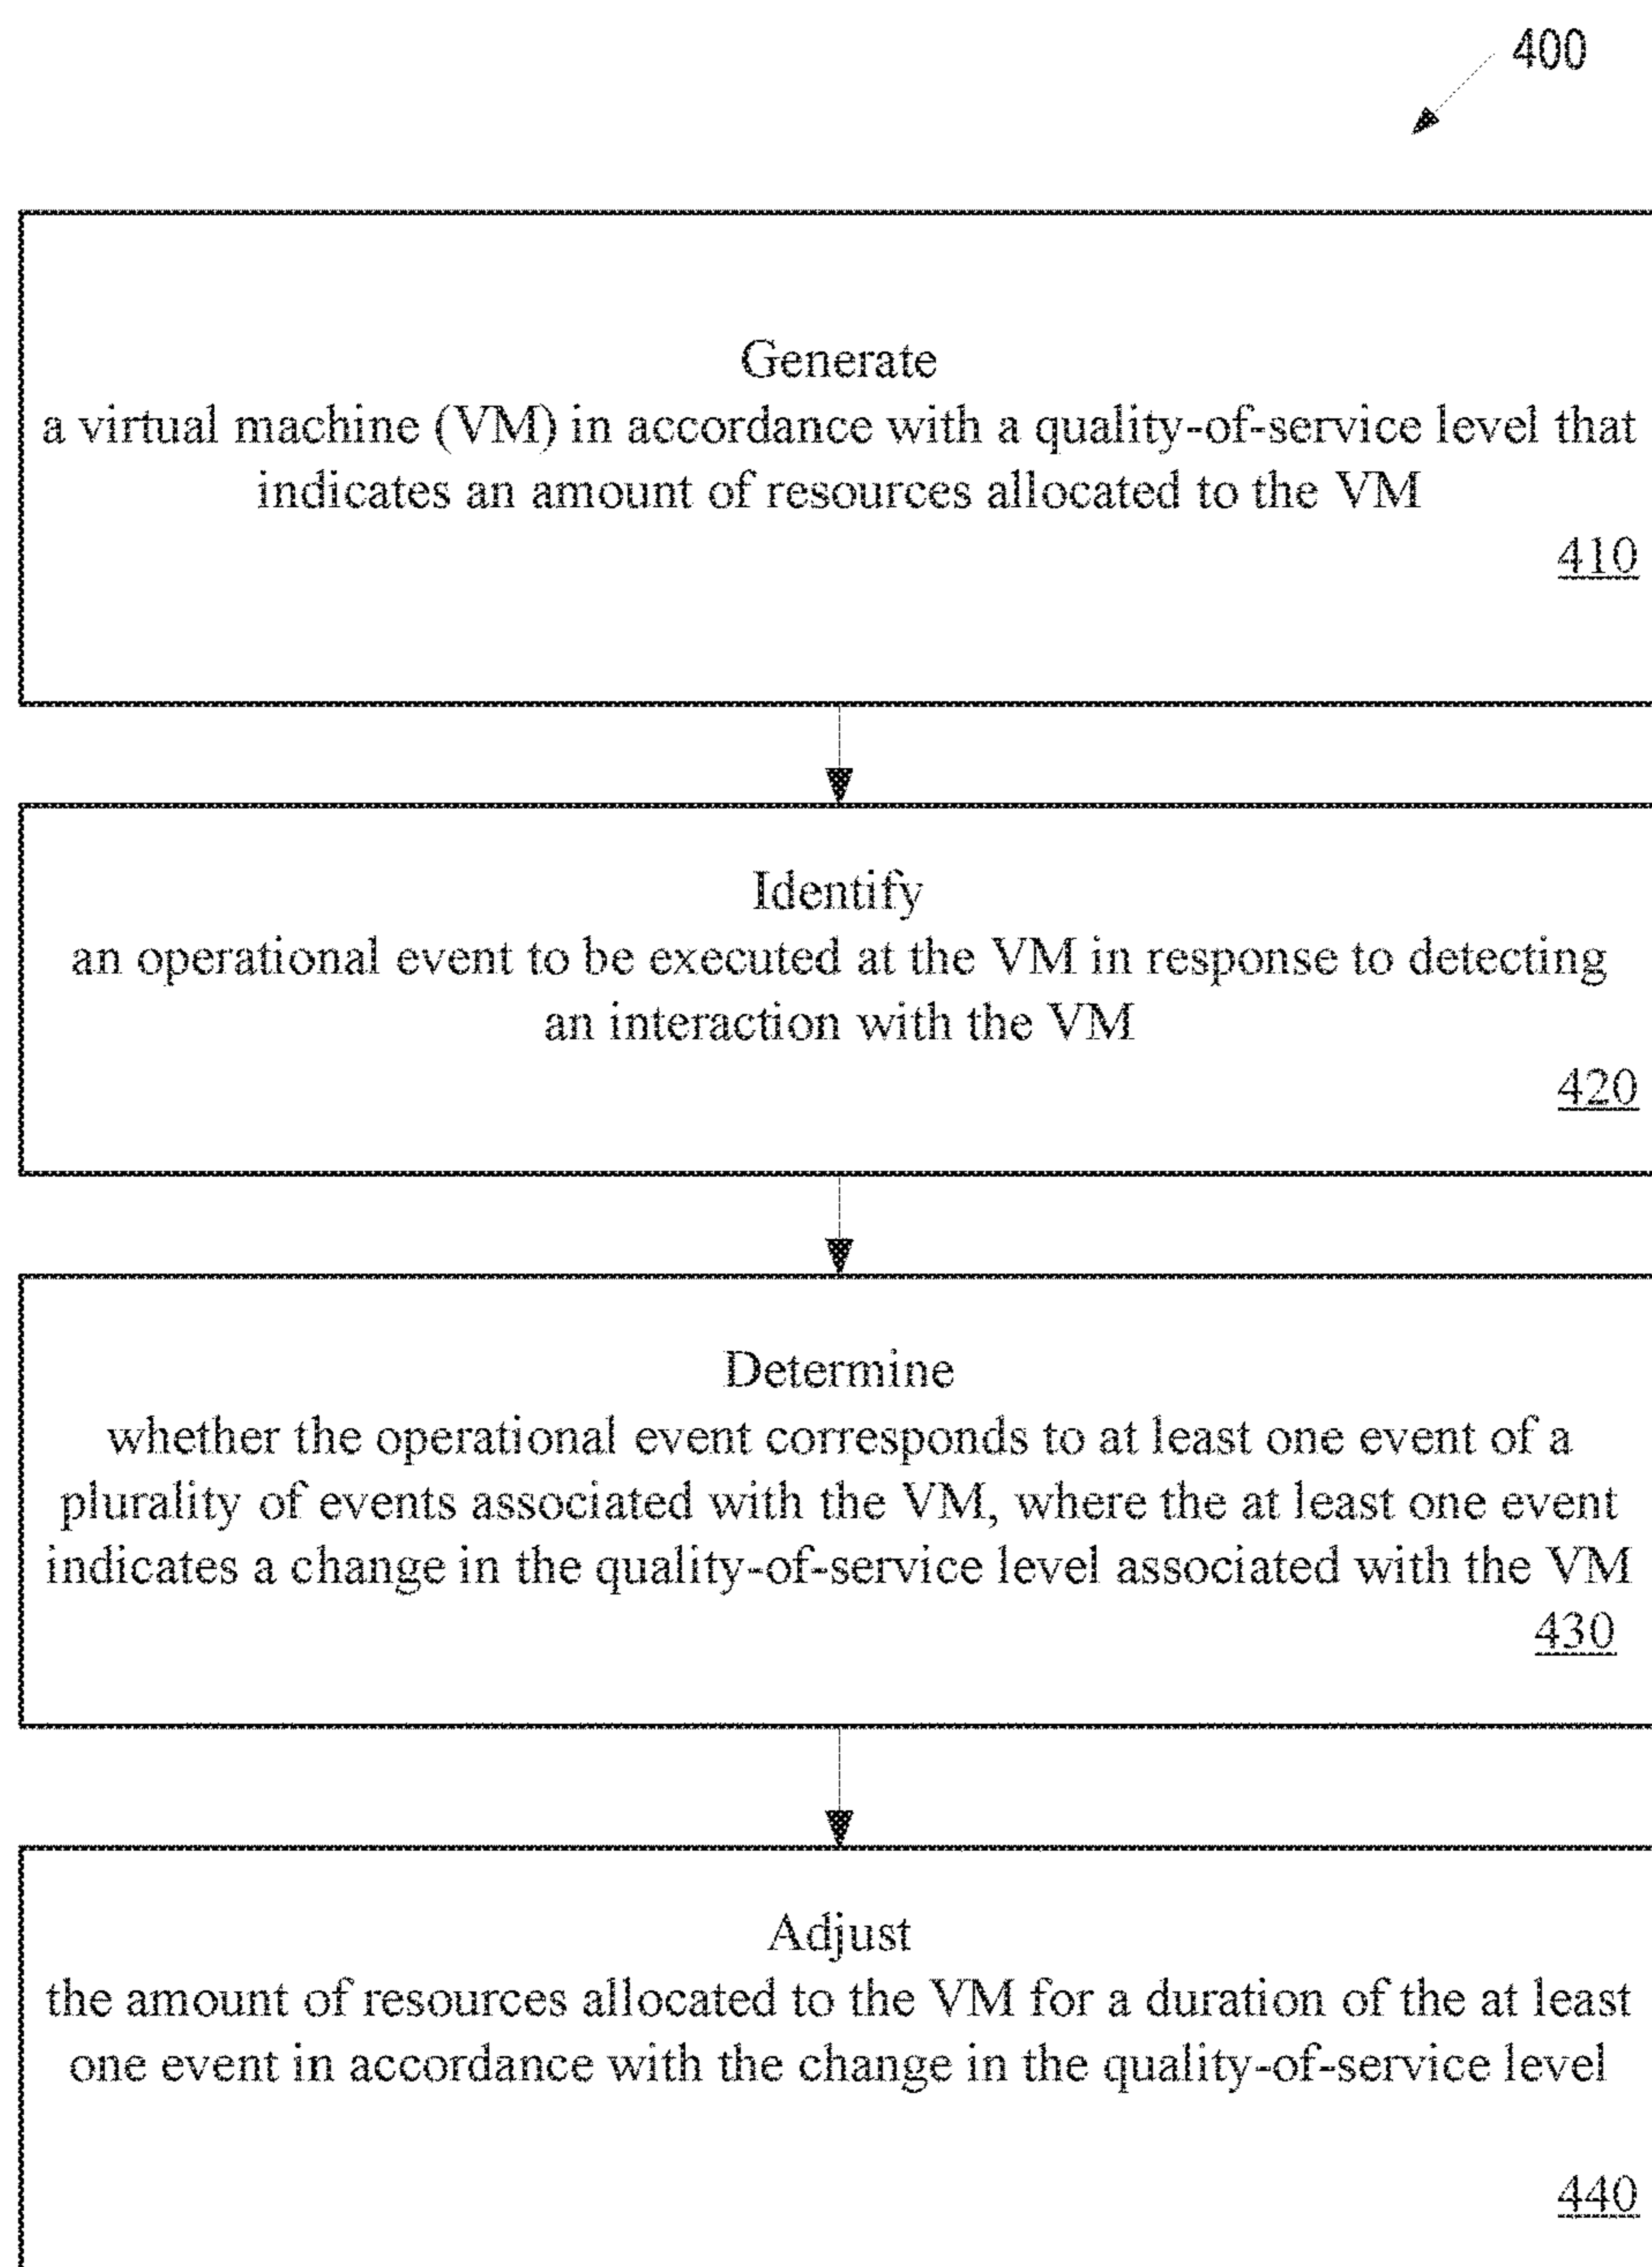 400
Generate
a virtual machine (VM) in accordance with a quality-of-service level that
indicates an amount of resources allocated to the VM
410
Identify
an operational event to be executed at the VM in response to detecting
an interaction with the VM
420
Determine
whether the operational event corresponds to at least one event of a
plurality of events associated with the VM, where the at least one event
indicates a change in the quality-of-service level associated with the VM
430
Adjust
the amount of resources allocated to the VM for a duration of the at least
one event in accordance with the change in the quality-of-service level
440